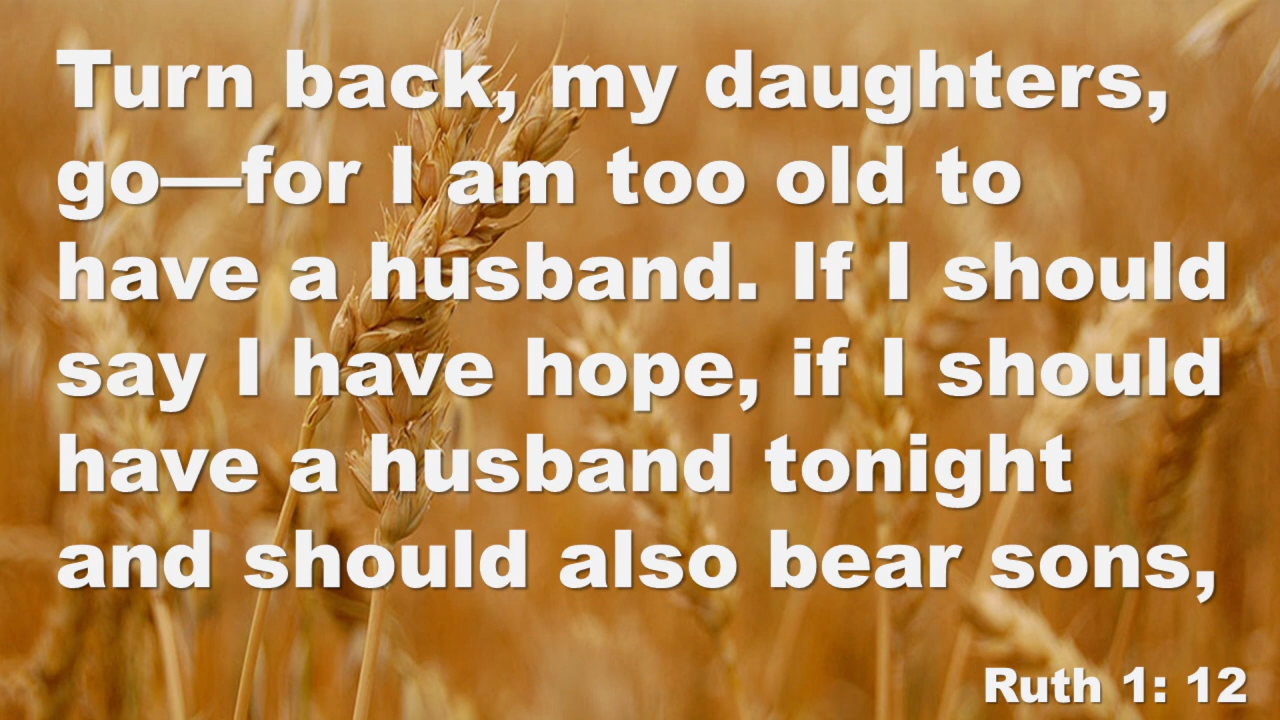 Turn back, my daughters,
go—for I am too old to
have a husband. If I should
say I have hope, if I should
have a husband tonight
and should also bear sons,
Ruth 1: 12